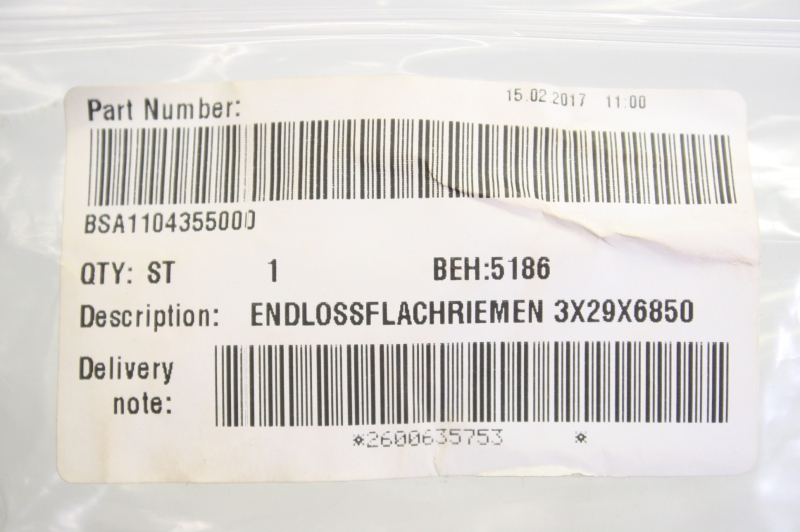 Part Number:
15.02.2017 11:00
BSA1104355000
QTY: ST 1 BEH:5186
Description: ENDLOSSFLACHRIEMEN 3X29X6850
Delivery
note:
*2600635753 *